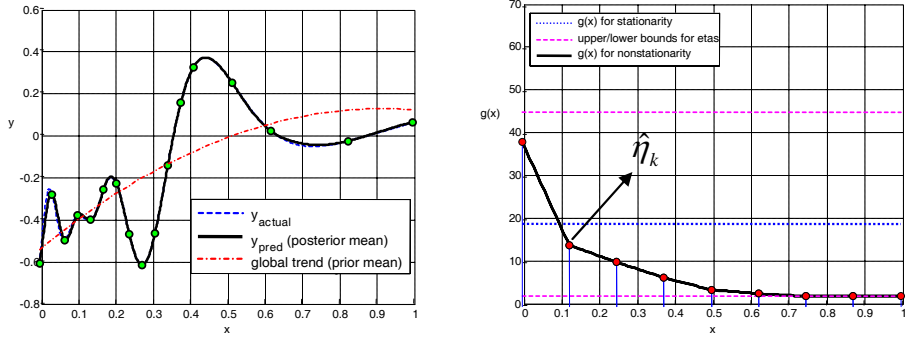 0.6
0.4
0.2
0
-0.2
-0.4
-0.6
-0.8
y
0 0.1 0.2 0.3 0.4 0.5 0.6 0.7 0.8 0.9 1
x
y_actual
y_pred (posterior mean)
global trend (prior mean)
70
60
50
40
30
20
10
0
g(x)
0 0.1 0.2 0.3 0.4 0.5 0.6 0.7 0.8 0.9 1
x
g(x) for stationarity
upper/lower bounds for etas
g(x) for nonstationarity
η̂_k